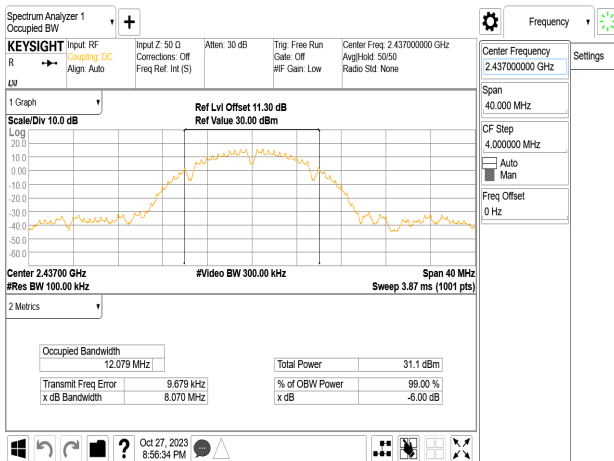 Spectrum Analyzer 1
Occupied BW
Frequency
KEYSIGHT
R
Input: RF
Coupling: DC
Align: Auto
Input Z: 50 Ω
Corrections: Off
Freq Ref: Int (S)
Atten: 30 dB
Trig: Free Run
Gate: Off
#IF Gain: Low
Center Freq: 2.437000000 GHz
Avg|Hold: 50/50
Radio Std: None
Center Frequency
2.437000000 GHz
Settings
Span
40.000 MHz
CF Step
4.000000 MHz
Auto
Man
Freq Offset
0 Hz
1 Graph
Scale/Div 10.0 dB
Ref Lvl Offset 11.30 dB
Ref Value 30.00 dBm
Log
20.0
10.0
0.00
-10.0
-20.0
-30.0
-40.0
-50.0
-60.0
Center 2.43700 GHz
#Res BW 100.00 kHz
#Video BW 300.00 kHz
Span 40 MHz
Sweep 3.87 ms (1001 pts)
2 Metrics
Occupied Bandwidth
12.079 MHz
Transmit Freq Error 9.679 kHz
x dB Bandwidth 8.070 MHz
Total Power 31.1 dBm
% of OBW Power 99.00 %
x dB -6.00 dB
Oct 27, 2023
8:56:34 PM